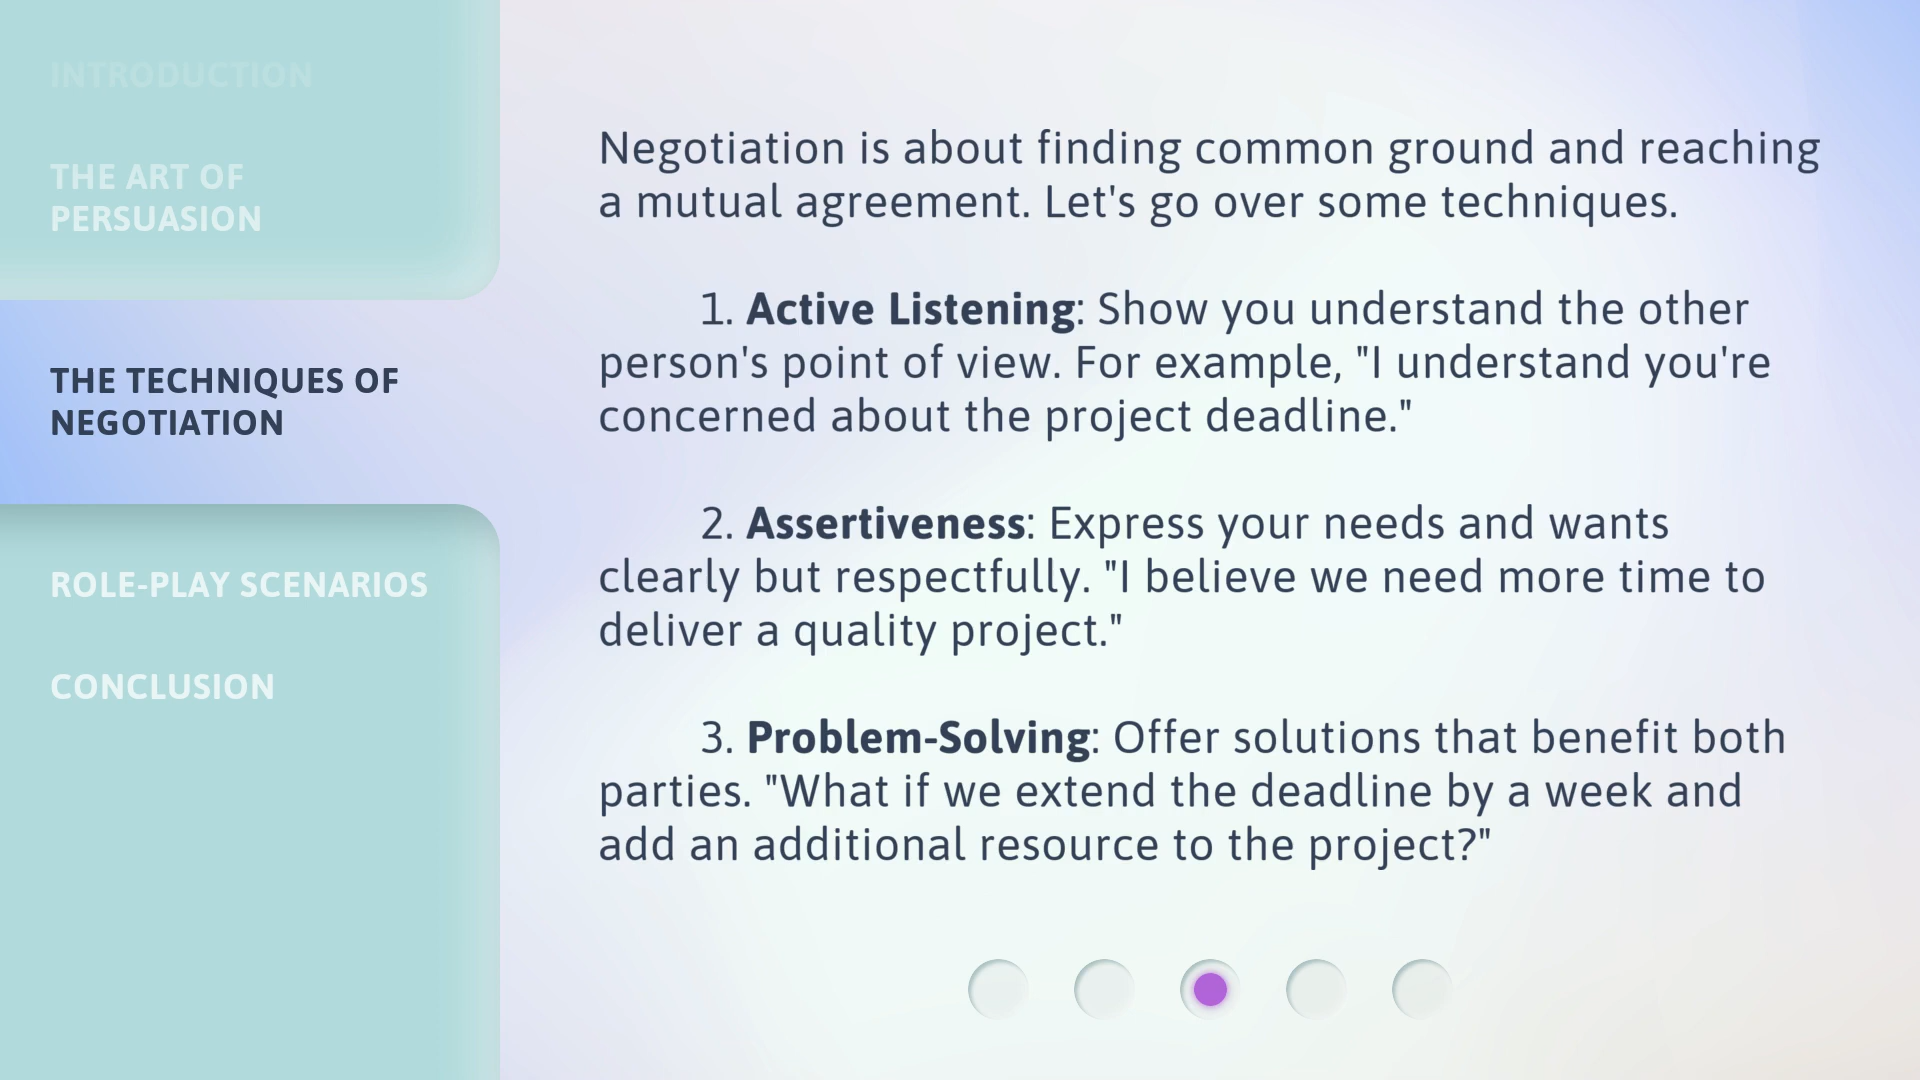 INTRODUCTION
THE ART OF
PERSUASION
THE TECHNIQUES OF
NEGOTIATION
ROLE-PLAY SCENARIOS
CONCLUSION
Negotiation is about finding common ground and reaching
a mutual agreement. Let's go over some techniques.
1. Active Listening: Show you understand the other
person's point of view. For example, "I understand you're
concerned about the project deadline."
2. Assertiveness: Express your needs and wants
clearly but respectfully. "I believe we need more time to
deliver a quality project."
3. Problem-Solving: Offer solutions that benefit both
parties. "What if we extend the deadline by a week and
add an additional resource to the project?"